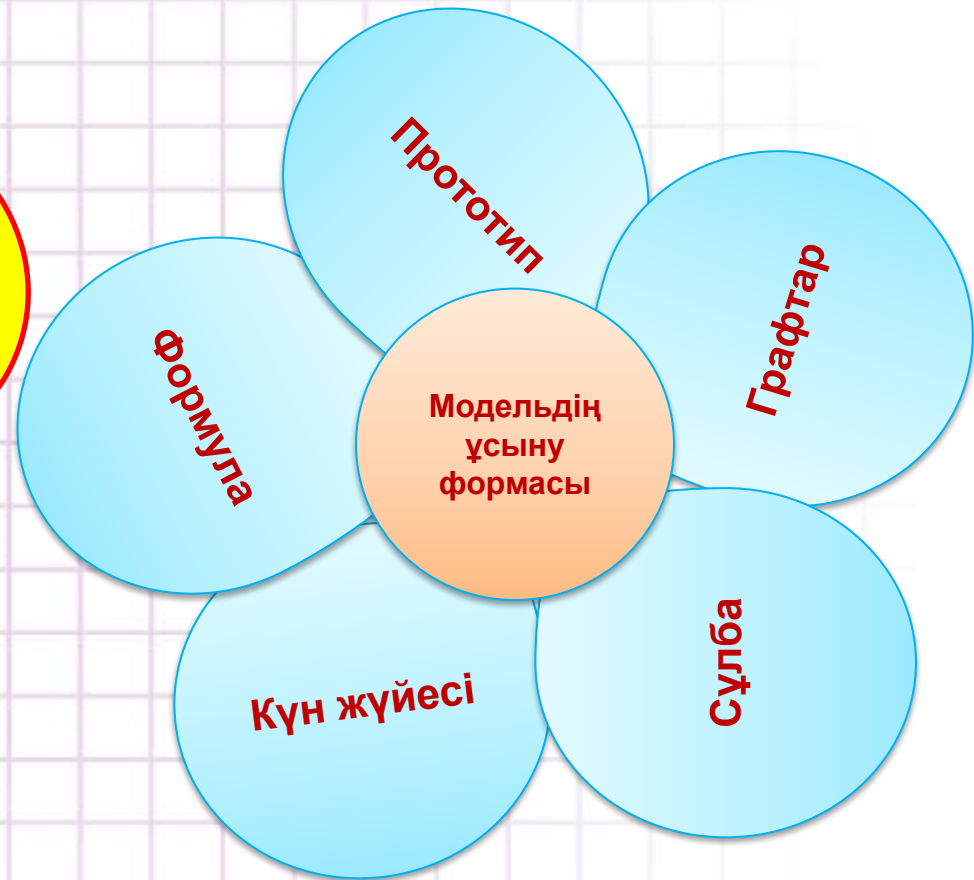 Прототип
Графтар
Формула
Модельдің
ұсыну
формасы
Сұлба
Күн жүйесі